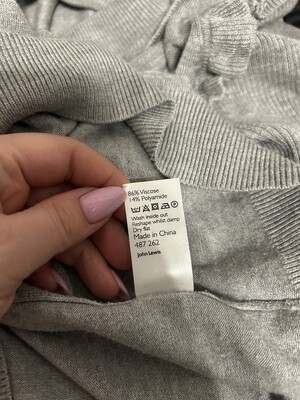 86% Viscose
14% Polyamide
Wash inside out
Reshape whilst damp
Dry flat
Made in China
487 262
John Lewis